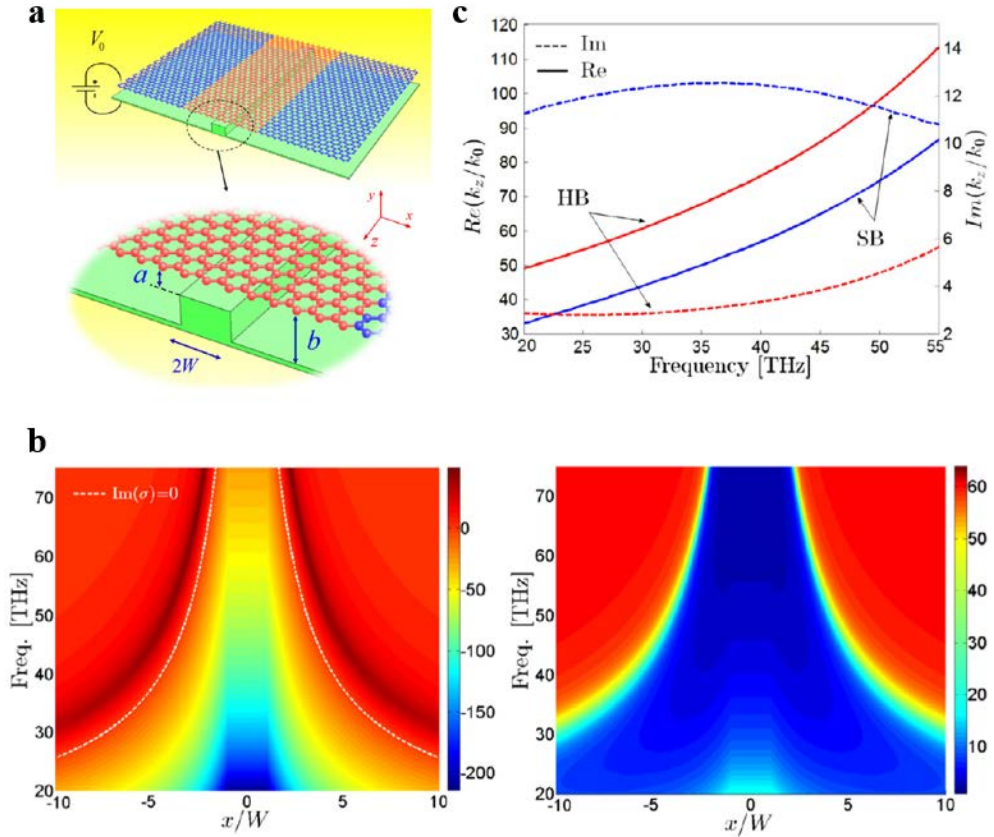 a
V0
y
x
z
a
b
2W
c
Im
Re
HB
SB
120
110
100
90
80
70
60
50
40
30
14
12
10
8
6
4
2
20 25 30 35 40 45 50 55
Re(kz/k0)
Im(kz/k0)
Frequency [THz]
b
Im(σ)=0
70
60
50
40
30
20
Freq. [THz]
-10 -5 0 5 10
x/W
0
-50
-100
-150
-200
70
60
50
40
30
20
Freq. [THz]
-10 -5 0 5 10
x/W
60
50
40
30
20
10